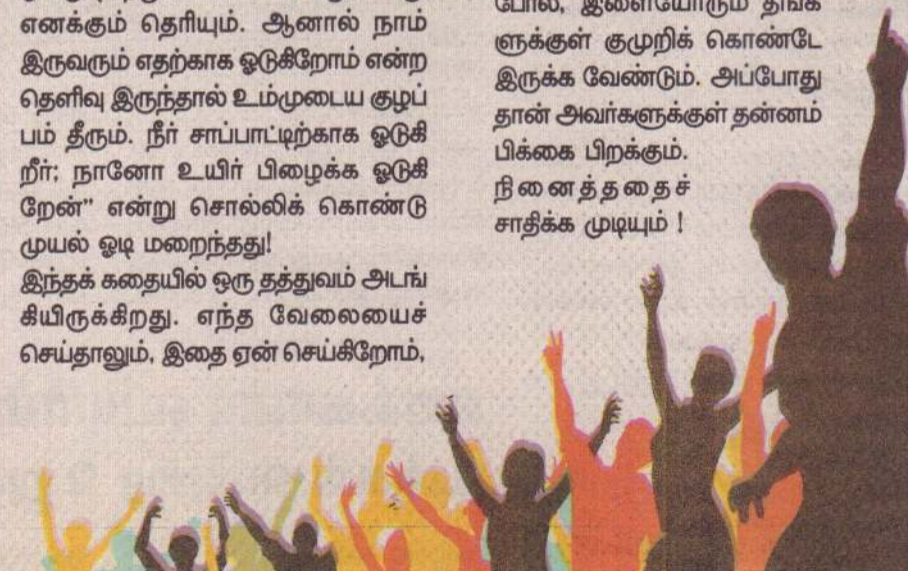 எனக்கும் தெரியும். ஆனால் நாம்
இருவரும் எதற்காக ஓடுகிறோம் என்ற
தெளிவு இருந்தால் உம்முடைய குழப்
பம் தீரும். நீர் சாப்பாட்டிற்காக ஓடுகி
றீர்; நானோ உயிர் பிழைக்க ஓடுகி
றேன்” என்று சொல்லிக் கொண்டு
முயல் ஓடி மறைந்தது!
இந்தக் கதையில் ஒரு தத்துவம் அடங்
கியிருக்கிறது. எந்த வேலையைச்
செய்தாலும், இதை ஏன் செய்கிறோம்,
போல, இளையோரும் தங்க
ளுக்குள் குமுறிக் கொண்டே
இருக்க வேண்டும். அப்போது
தான் அவர்களுக்குள் தன்னம்
பிக்கை பிறக்கும்.
நினைத்ததைச்
சாதிக்க முடியும் !